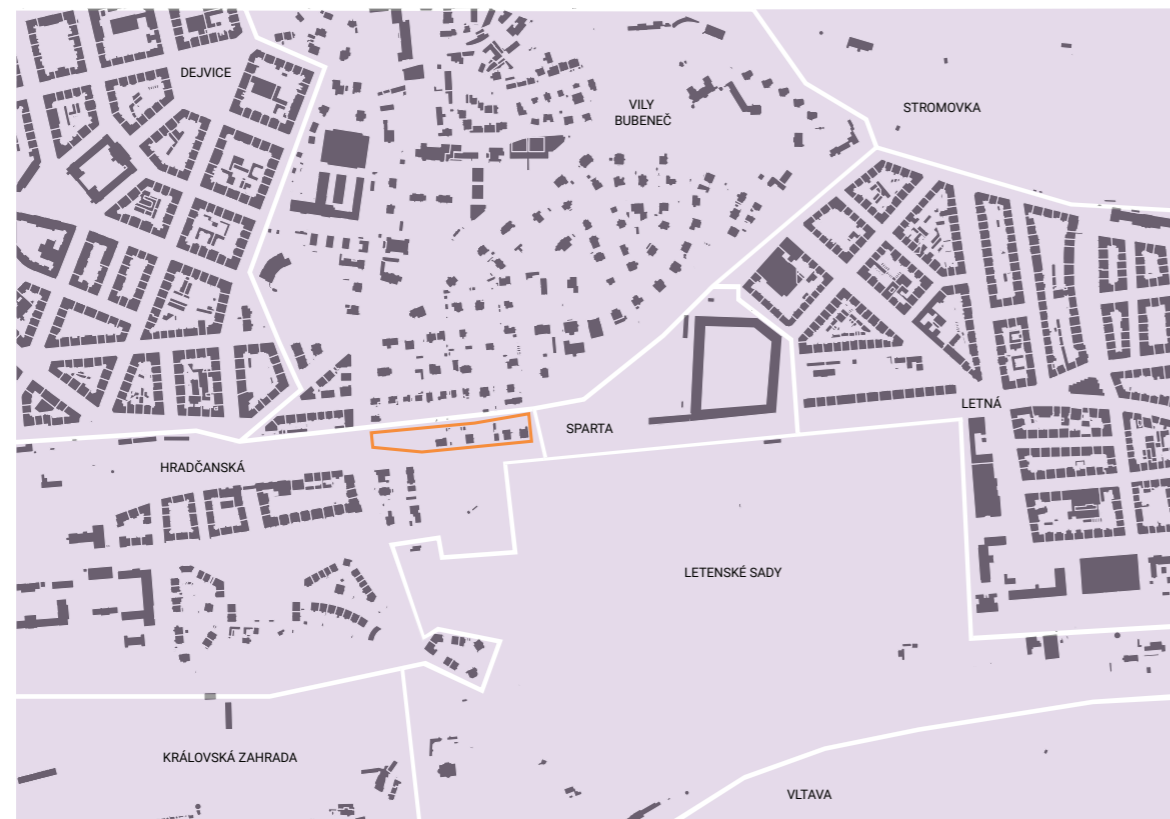 DEJVICE
VILY
BUBENEČ
STROMOVKA
LETNÁ
SPARTA
HRADČANSKÁ
LETENSKÉ SADY
KRÁLOVSKÁ ZAHRADA
VLTAVA